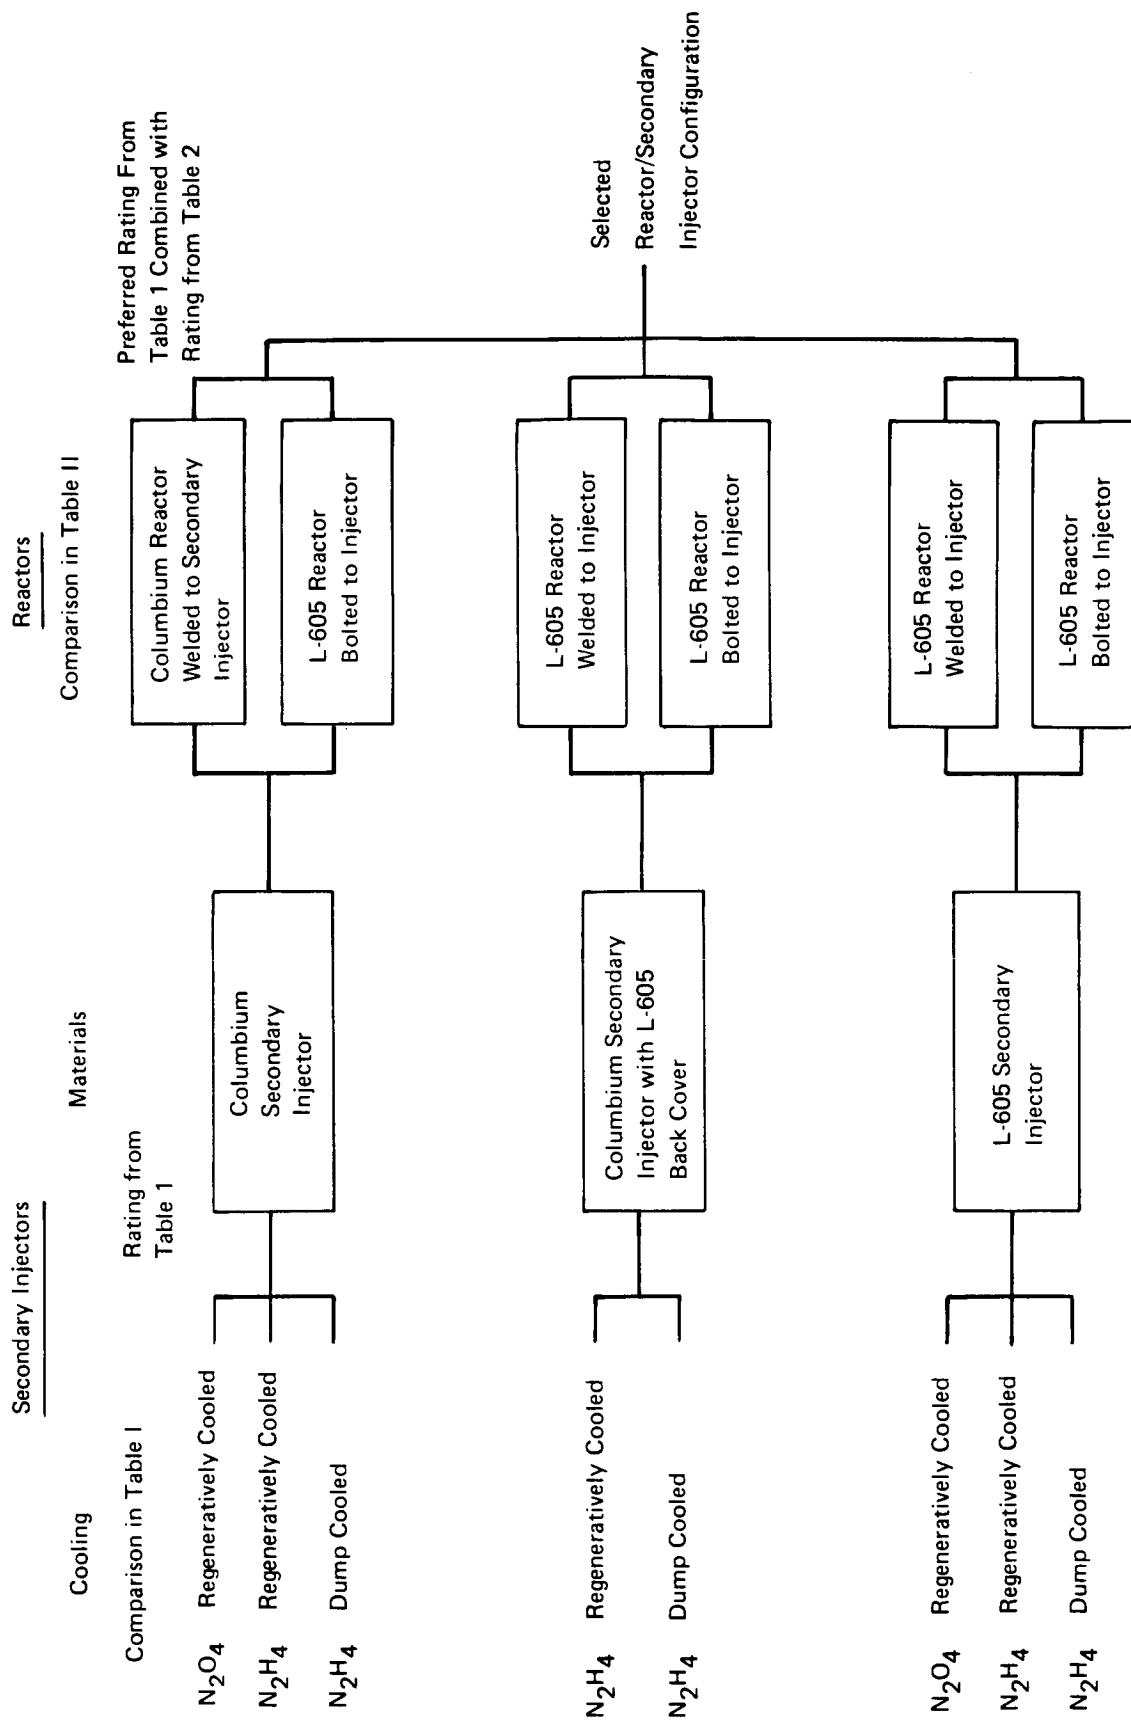 Secondary Injectors
Reactors
Cooling
Materials
Comparison in Table I
Rating from
Table 1
Comparison in Table II
Preferred Rating From
Table 1 Combined with
Rating from Table 2
N2O4 Regeneratively Cooled
N2H4 Regeneratively Cooled
N2H4 Dump Cooled
Columbium
Secondary
Injector
Columbium Reactor
Welded to Secondary
Injector
L-605 Reactor
Bolted to Injector
N2H4 Regeneratively Cooled
N2H4 Dump Cooled
Columbium Secondary
Injector with L-605
Back Cover
L-605 Reactor
Welded to Injector
L-605 Reactor
Bolted to Injector
Selected
Reactor/Secondary
Injector Configuration
N2O4 Regeneratively Cooled
N2H4 Regeneratively Cooled
N2H4 Dump Cooled
L-605 Secondary
Injector
L-605 Reactor
Welded to Injector
L-605 Reactor
Bolted to Injector